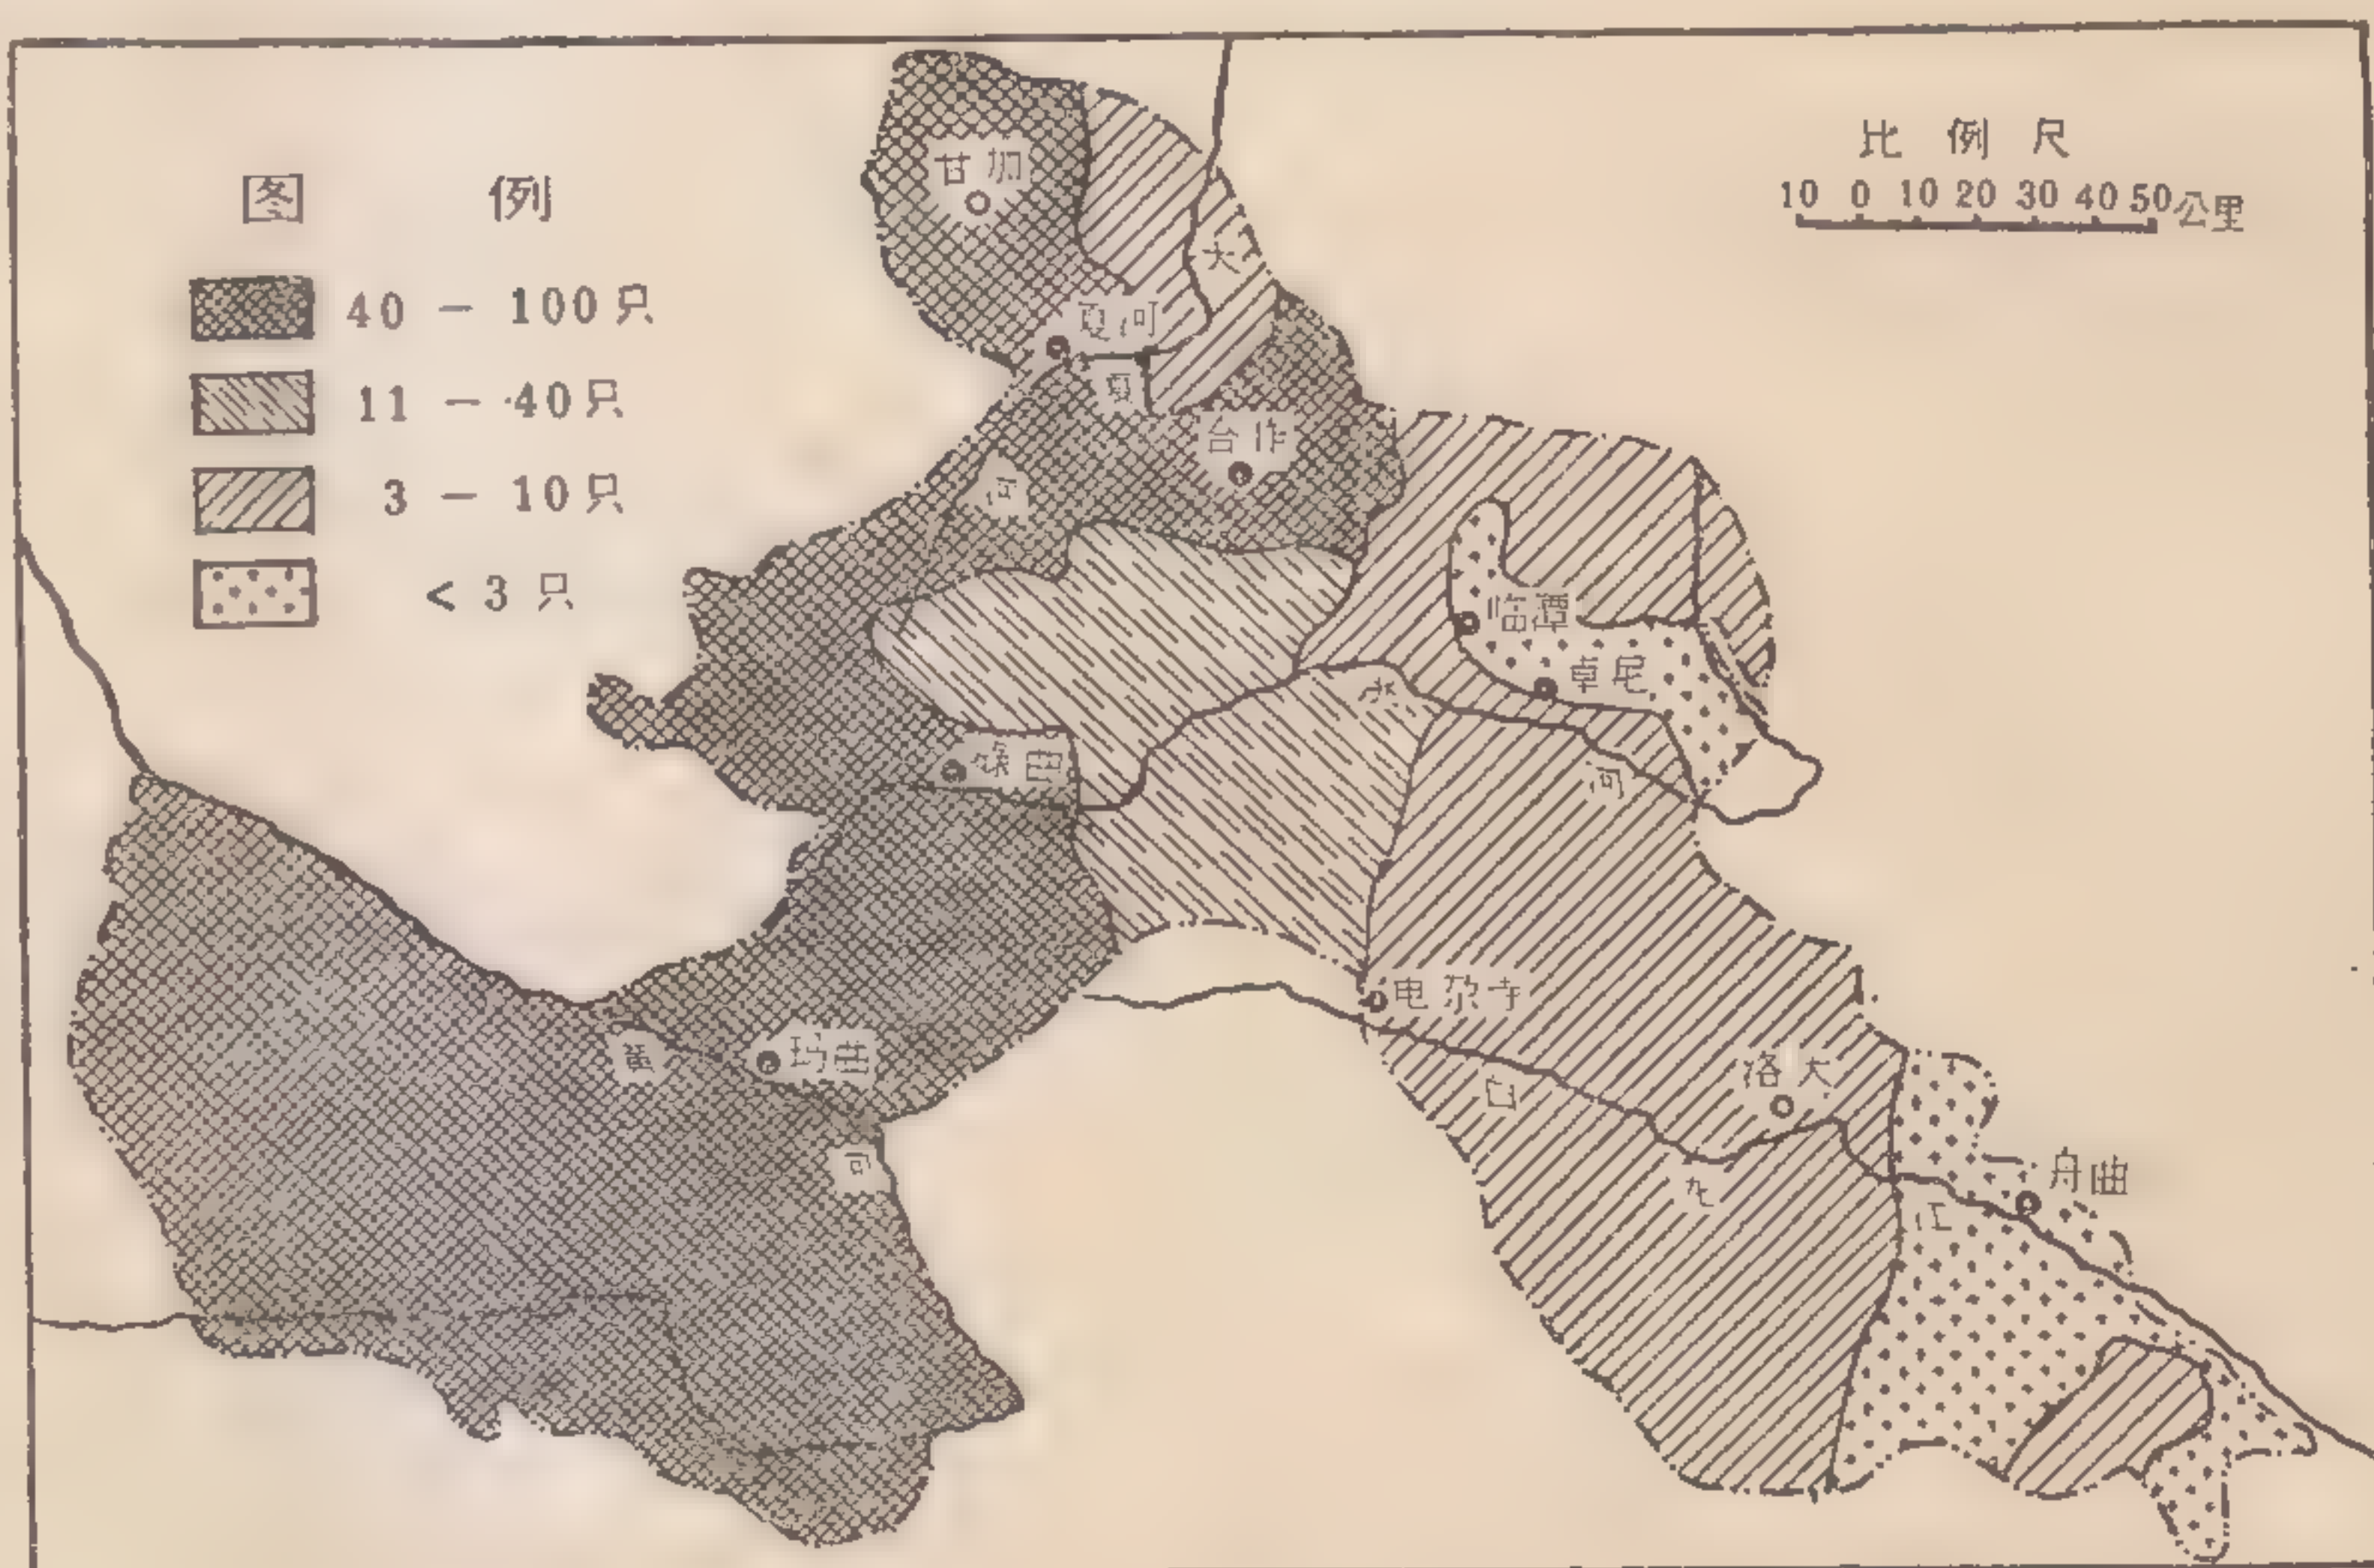 图 例
40 - 100只
11 - 40只
3 - 10只
< 3 只
比 例 尺
10 0 10 20 30 40 50公里
甘加
大
夏河
夏
合作
河
临潭
卓尼
洮
碌曲
河
黄
玛曲
河
电尕寺
洛大
白
龙
江
舟曲